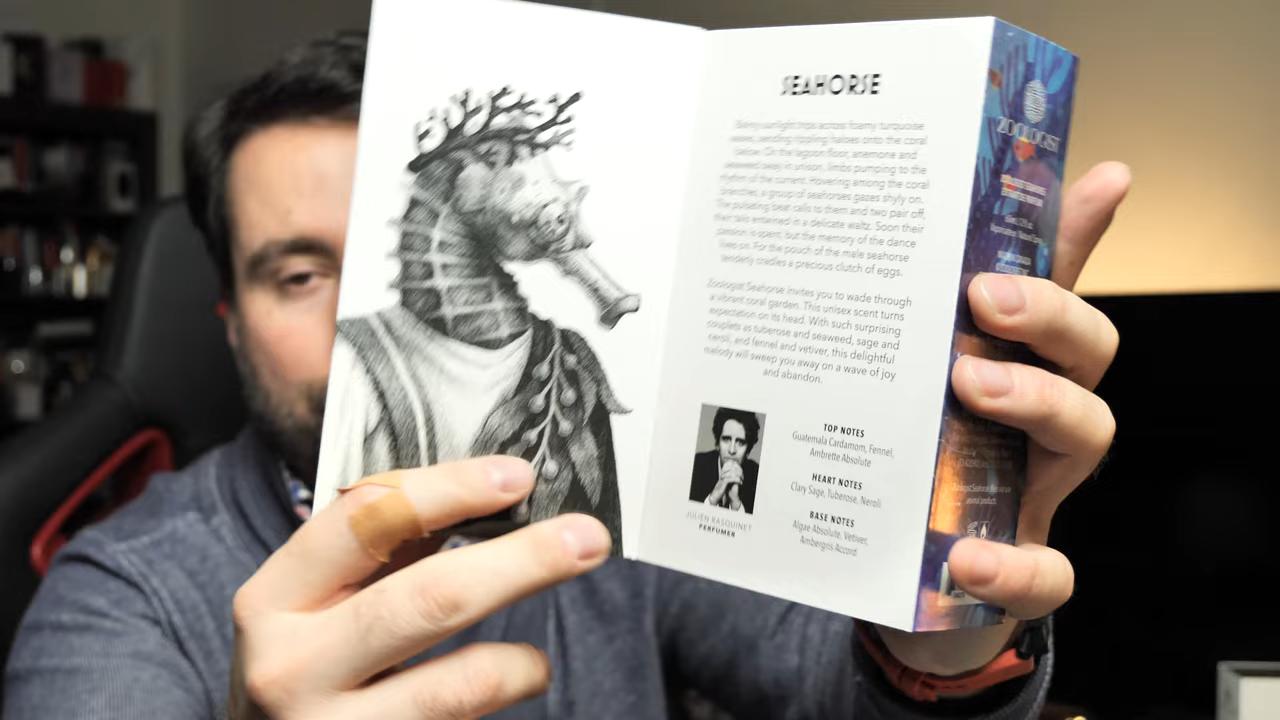 SEAHORSE
Skinny sunlight trips across foamy turquoise
waves, sending rippling haloes onto the coral
below. On the lagoon floor, anemone and
seaweed sway in unison, limbs pumping to the
rhythm of the current. Hovering among the coral
branches, a group of seahorses gazes shyly on.
The pulsating beat calls to them and two pair off,
their tails entwined in a delicate waltz. Soon their
passion is spent, but the memory of the dance
lives on. For the pouch of the male seahorse
tenderly cradles a precious clutch of eggs.
Zoologist Seahorse invites you to wade through
a vibrant coral garden. This unisex scent turns
expectation on its head. With such surprising
couplets as tuberose and seaweed, sage and
neroli, and fennel and vetiver, this delightful
melody will sweep you away on a wave of joy
and abandon.
JULIEN RASQUINET
PERFUMER
TOP NOTES
Guatemala Cardamom, Fennel,
Ambrette Absolute
HEART NOTES
Clary Sage, Tuberose, Neroli
BASE NOTES
Algae Absolute, Vetiver,
Ambergris Accord
ZOOLOGIST